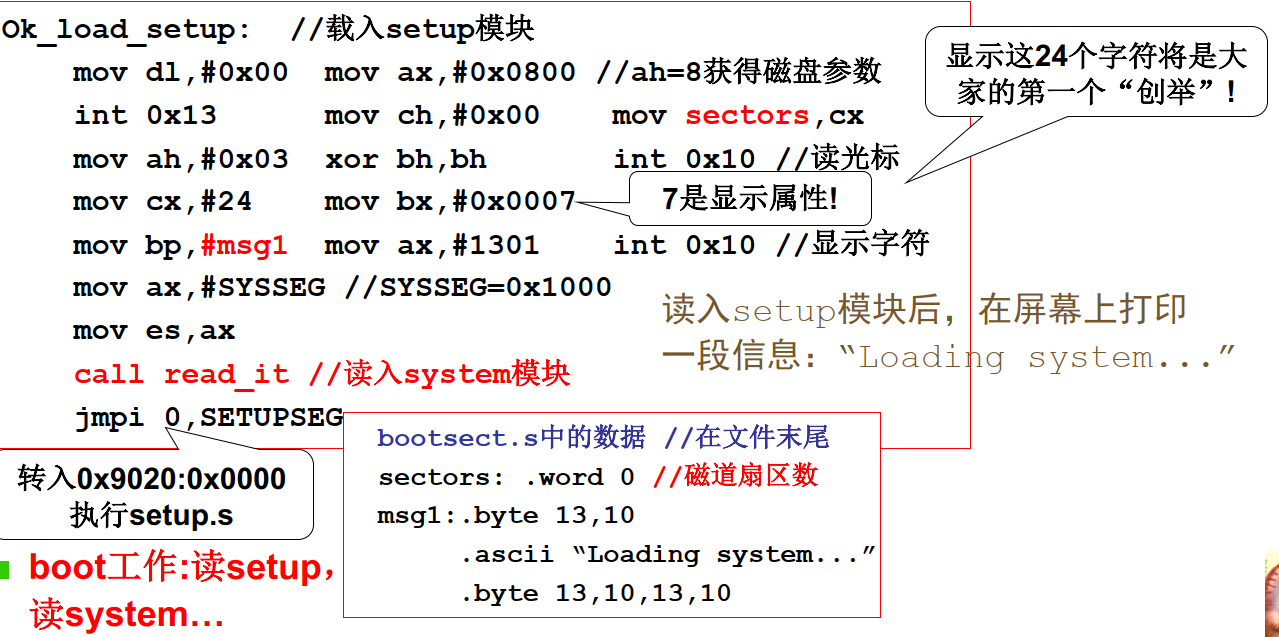 Ok_load_setup: //载入setup模块
mov dl,#0x00 mov ax,#0x0800 //ah=8获得磁盘参数
int 0x13 mov ch,#0x00 mov sectors,cx
mov ah,#0x03 xor bh,bh int 0x10 //读光标
mov cx,#24 mov bx,#0x0007
mov bp,#msg1 mov ax,#1301 int 0x10 //显示字符
mov ax,#SYSSEG //SYSSEG=0x1000
mov es,ax
call read_it //读入system模块
jmpi 0,SETUPSEG
显示这24个字符将是大
家的第一个“创举”！
7是显示属性!
读入setup模块后，在屏幕上打印
一段信息：“Loading system...”
转入0x9020:0x0000
执行setup.s
bootsect.s中的数据 //在文件末尾
sectors: .word 0 //磁道扇区数
msg1:.byte 13,10
.ascii “Loading system...”
.byte 13,10,13,10
boot工作:读setup，
读system…